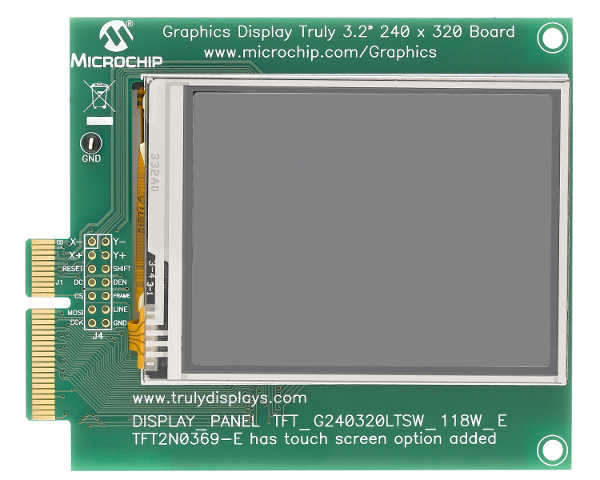 Graphics Display Truly 3.2" 240 x 320 Board
www.microchip.com/Graphics
MICROCHIP
GND
332A0
3-43-1
X- Y-
X+ Y+
RESET SHIFT
J1 DC DEN
CS FRAME
MOSI LINE
SCK GND
J4
www.trulydisplays.com
DISPLAY_PANEL TFT_G240320LTSW_118W_E
TFT2N0369-E has touch screen option added